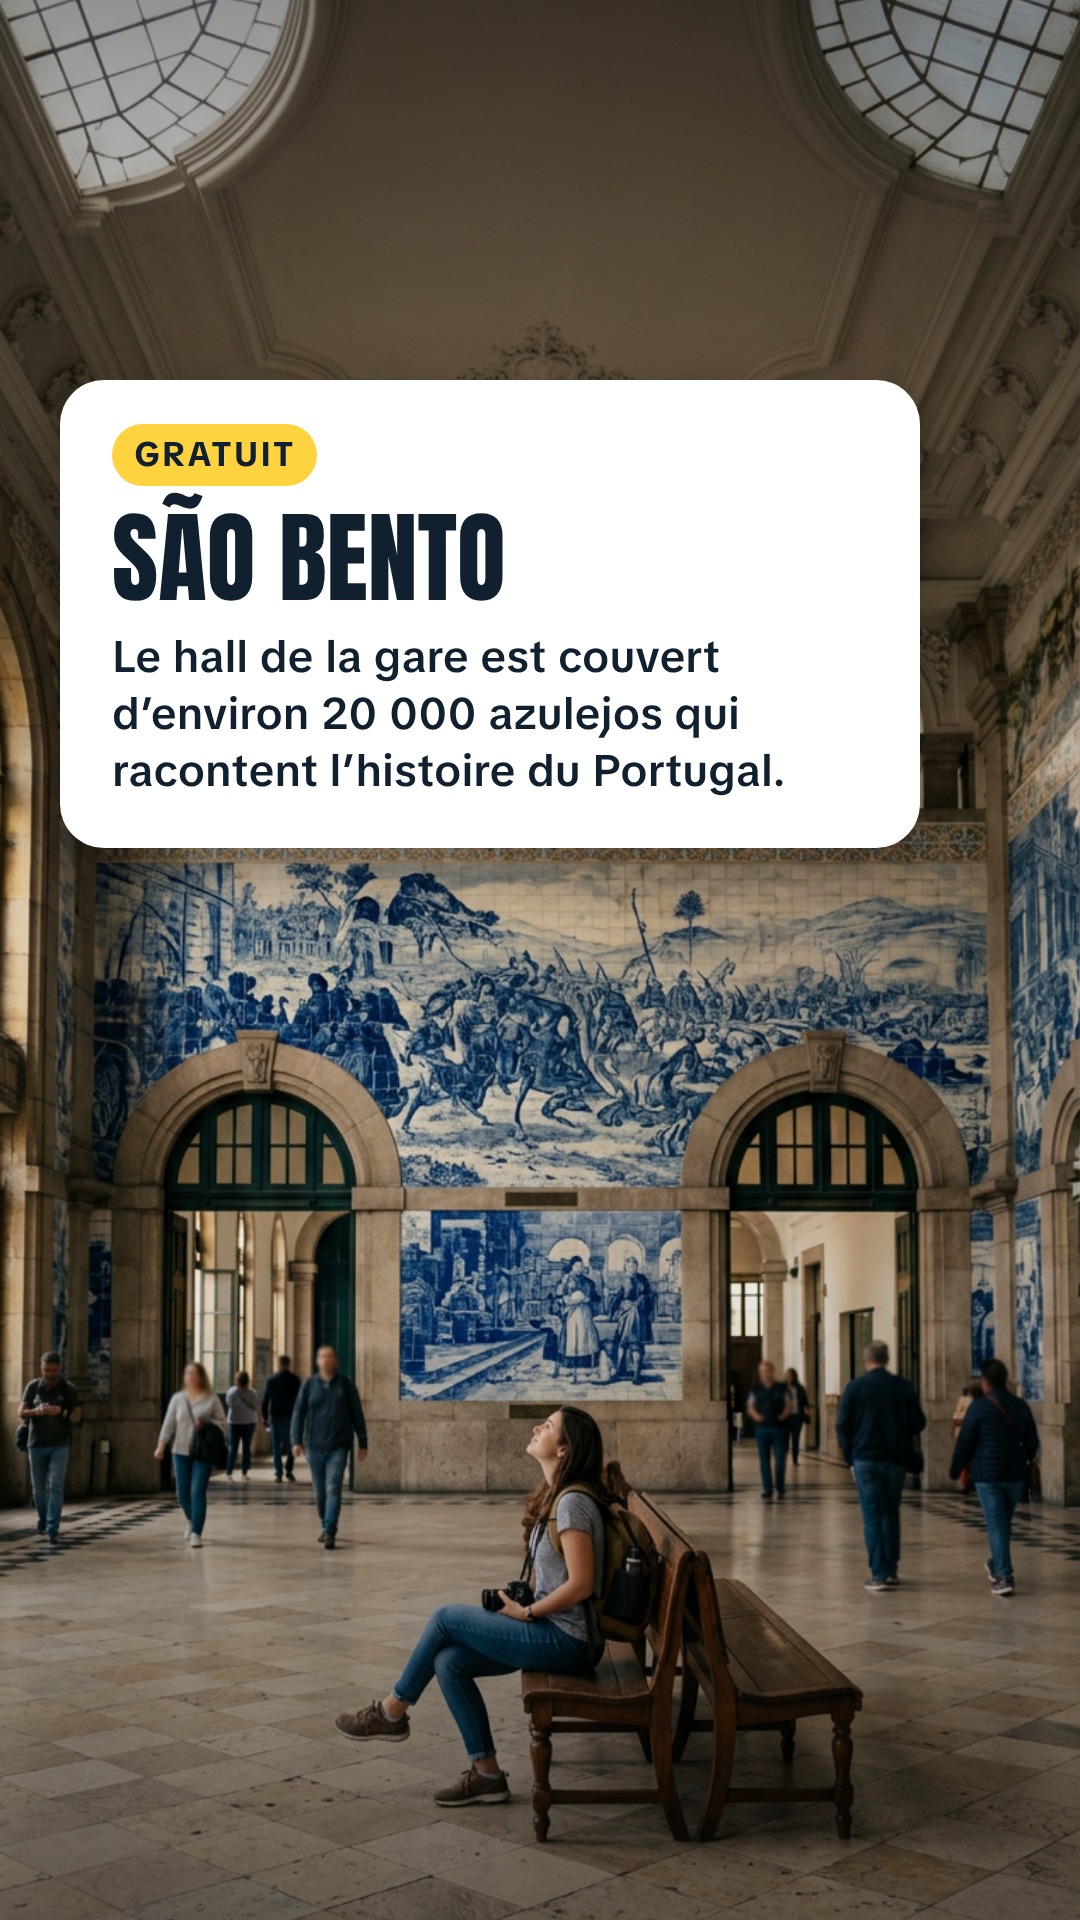 GRATUIT
SÃO BENTO
Le hall de la gare est couvert
d’environ 20 000 azulejos qui
racontent l’histoire du Portugal.